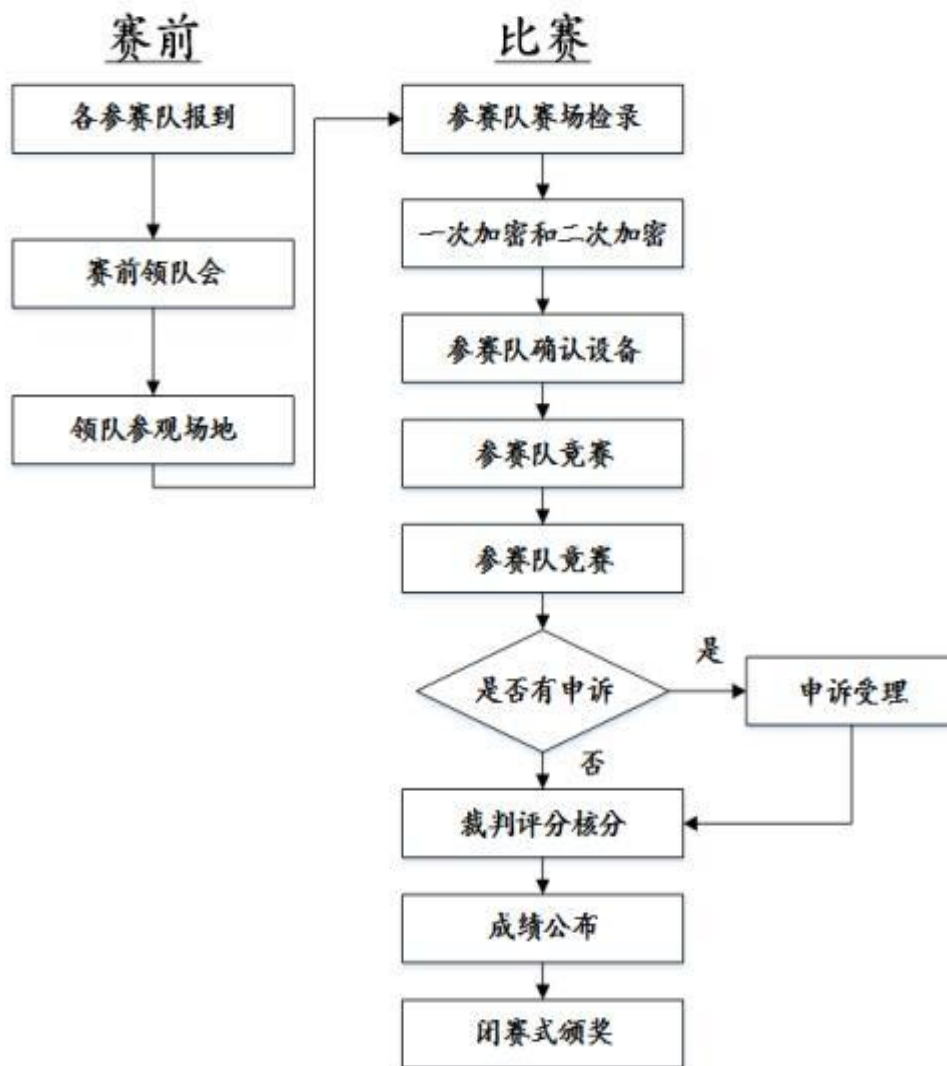 赛前
各参赛队报到
赛前领队会
领队参观场地
比赛
参赛队赛场检录
一次加密和二次加密
参赛队确认设备
参赛队竞赛
参赛队竞赛
是否有申诉
是
申诉受理
否
裁判评分核分
成绩公布
闭赛式颁奖